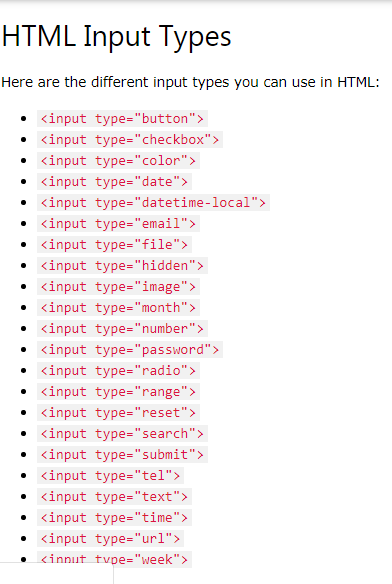 HTML Input Types
Here are the different input types you can use in HTML:
<input type="button">
<input type="checkbox">
<input type="color">
<input type="date">
<input type="datetime-local">
<input type="email">
<input type="file">
<input type="hidden">
<input type="image">
<input type="month">
<input type="number">
<input type="password">
<input type="radio">
<input type="range">
<input type="reset">
<input type="search">
<input type="submit">
<input type="tel">
<input type="text">
<input type="time">
<input type="url">
<input type="week">